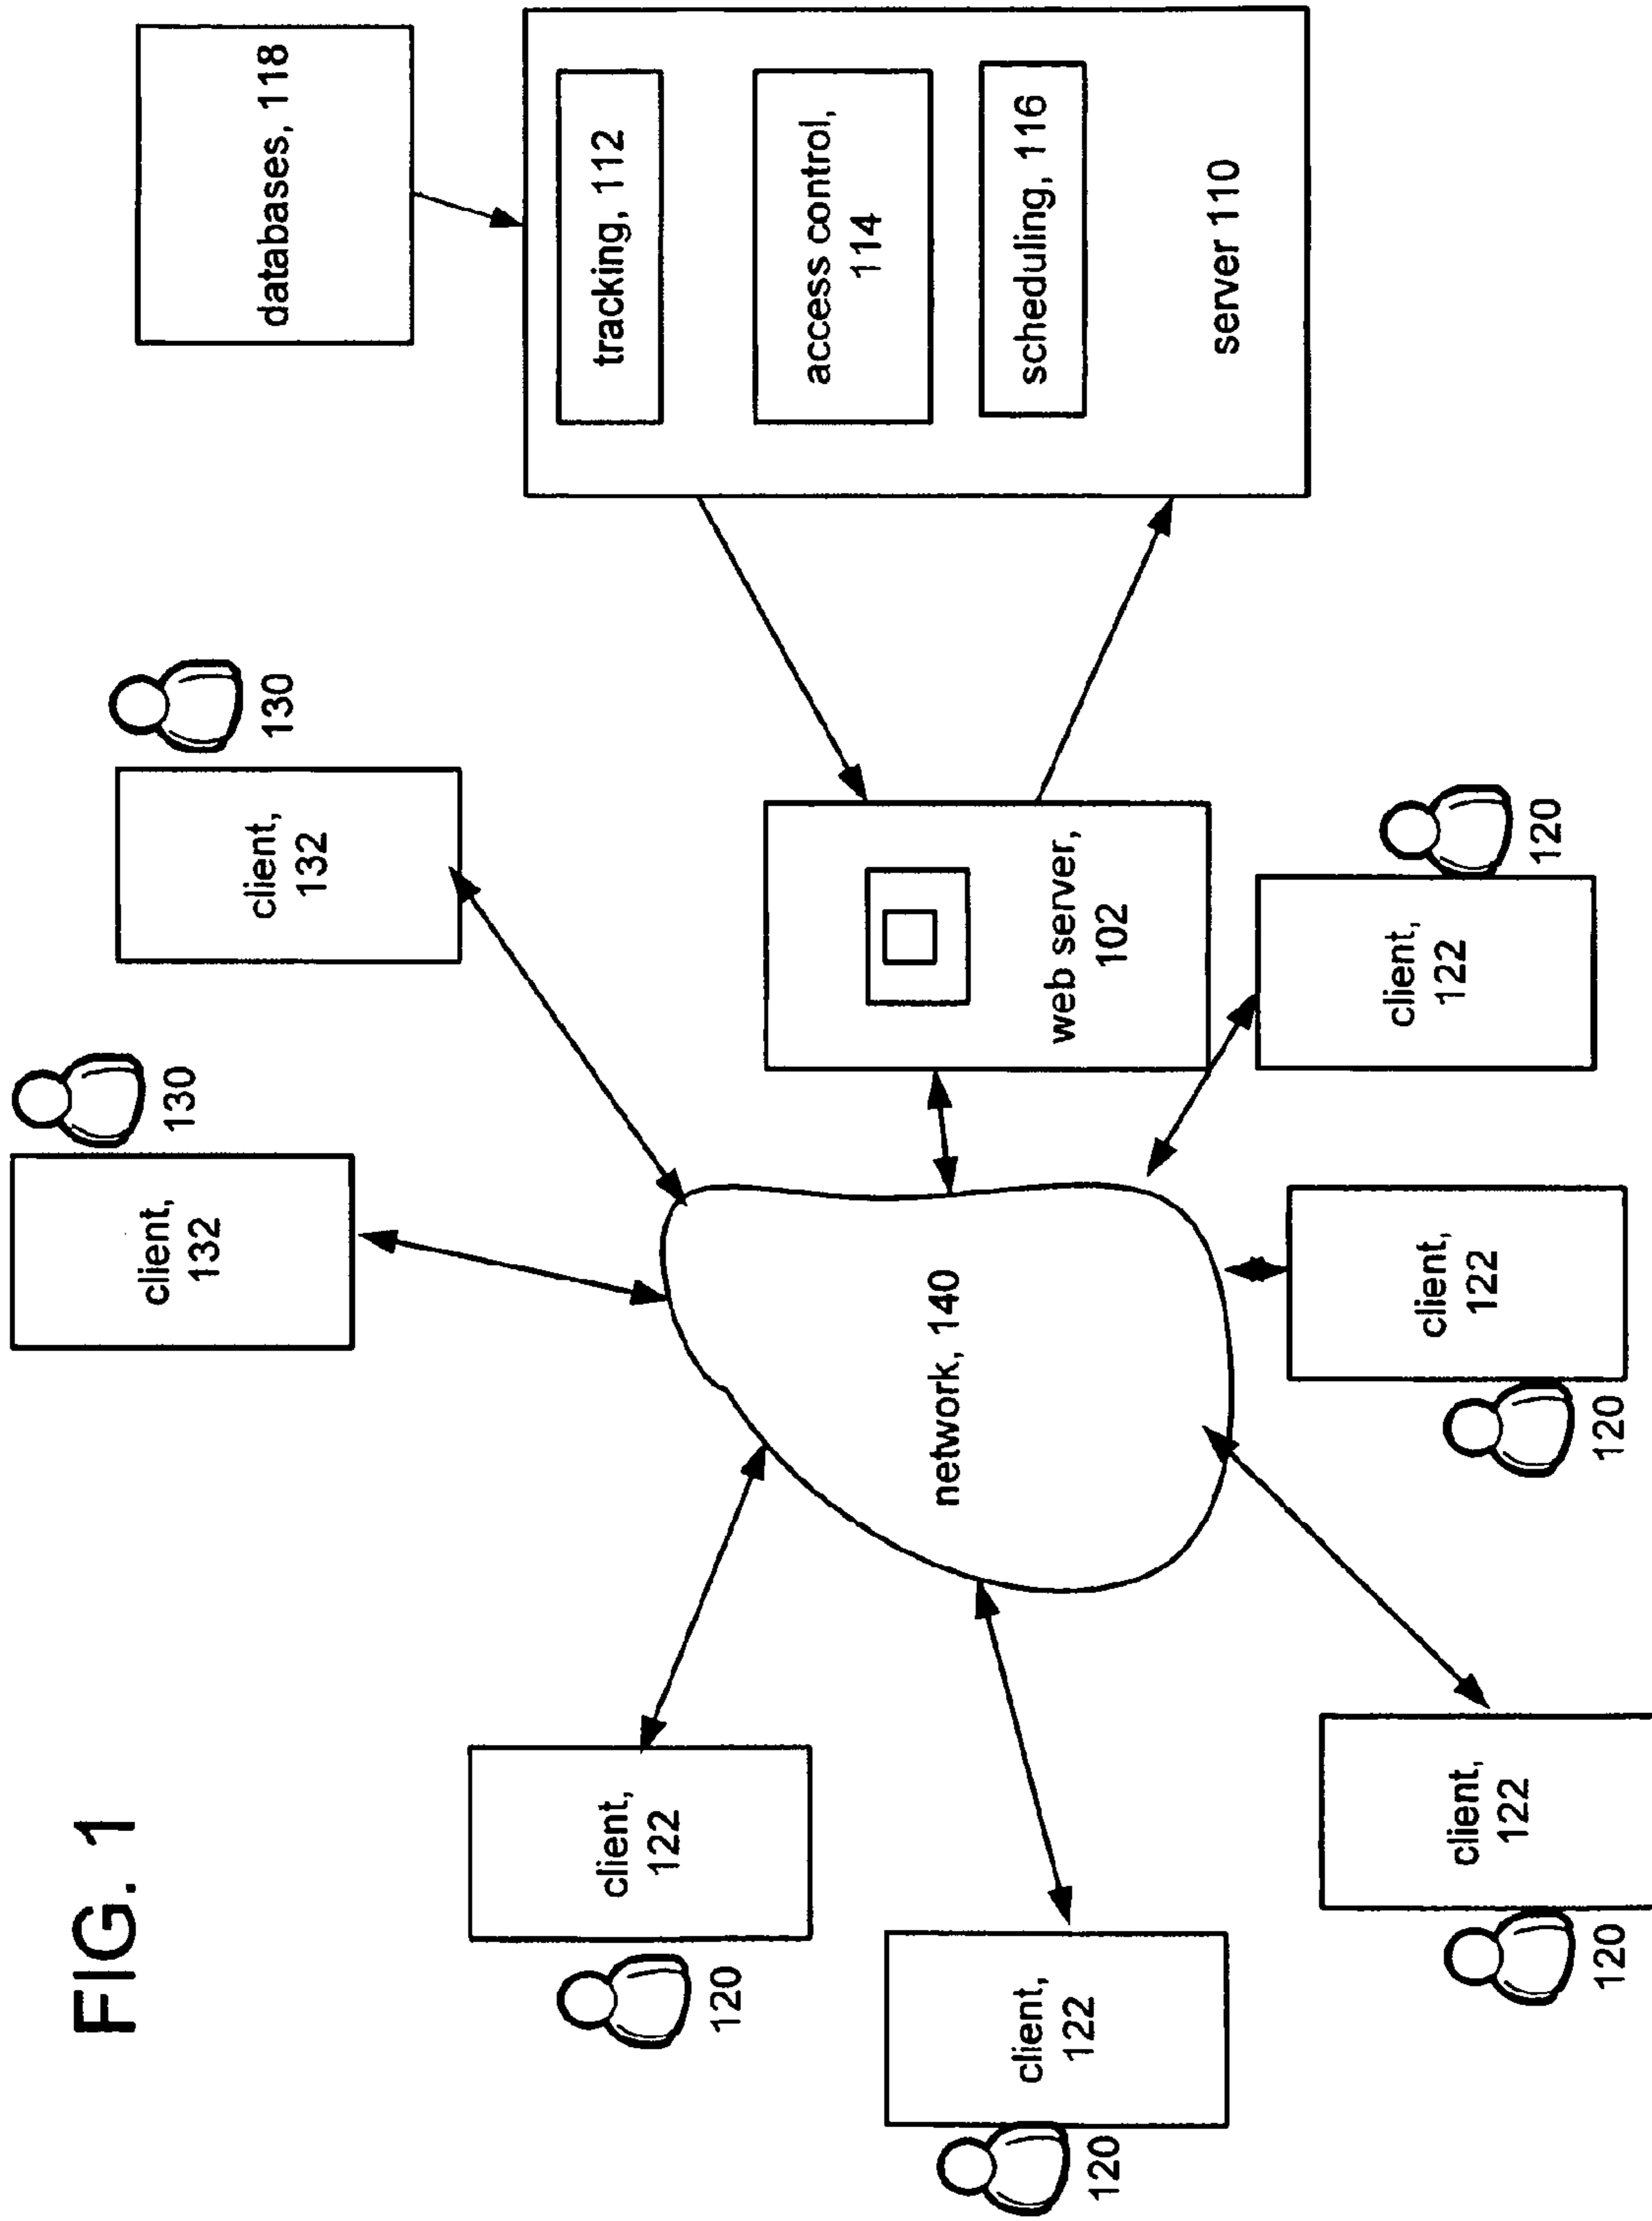 FIG. 1
client,
132
130
client,
132
130
databases, 118
tracking, 112
access control,
114
scheduling, 116
server 110
client,
122
120
network, 140
web server,
102
client,
122
120
client,
122
120
client,
122
120
client,
122
120